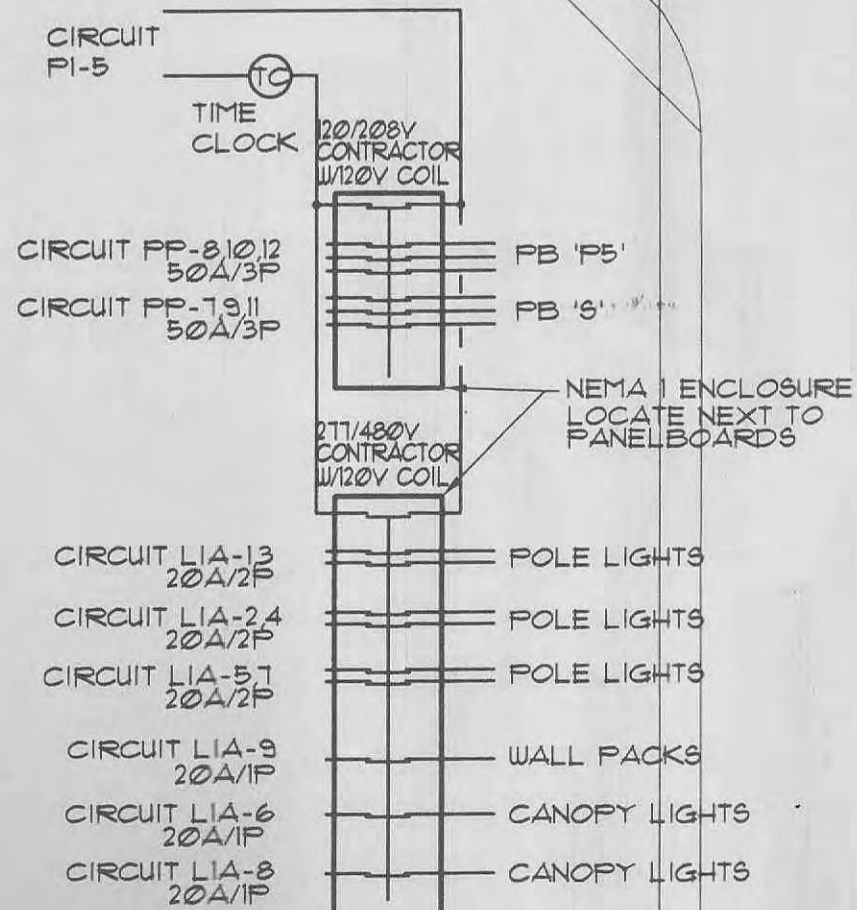 CIRCUIT
P1-5
TC
TIME
CLOCK
120/208V
CONTRACTOR
W/120V COIL
CIRCUIT PP-8,10,12
50A/3P
PB 'P5'
CIRCUIT PP-7,9,11
50A/3P
PB 'S'
NEMA 1 ENCLOSURE
LOCATE NEXT TO
PANELBOARDS
277/480V
CONTRACTOR
W/120V COIL
CIRCUIT L1A-1,3
20A/2P
POLE LIGHTS
CIRCUIT L1A-2,4
20A/2P
POLE LIGHTS
CIRCUIT L1A-5,7
20A/2P
POLE LIGHTS
CIRCUIT L1A-9
20A/1P
WALL PACKS
CIRCUIT L1A-6
20A/1P
CANOPY LIGHTS
CIRCUIT L1A-8
20A/1P
CANOPY LIGHTS